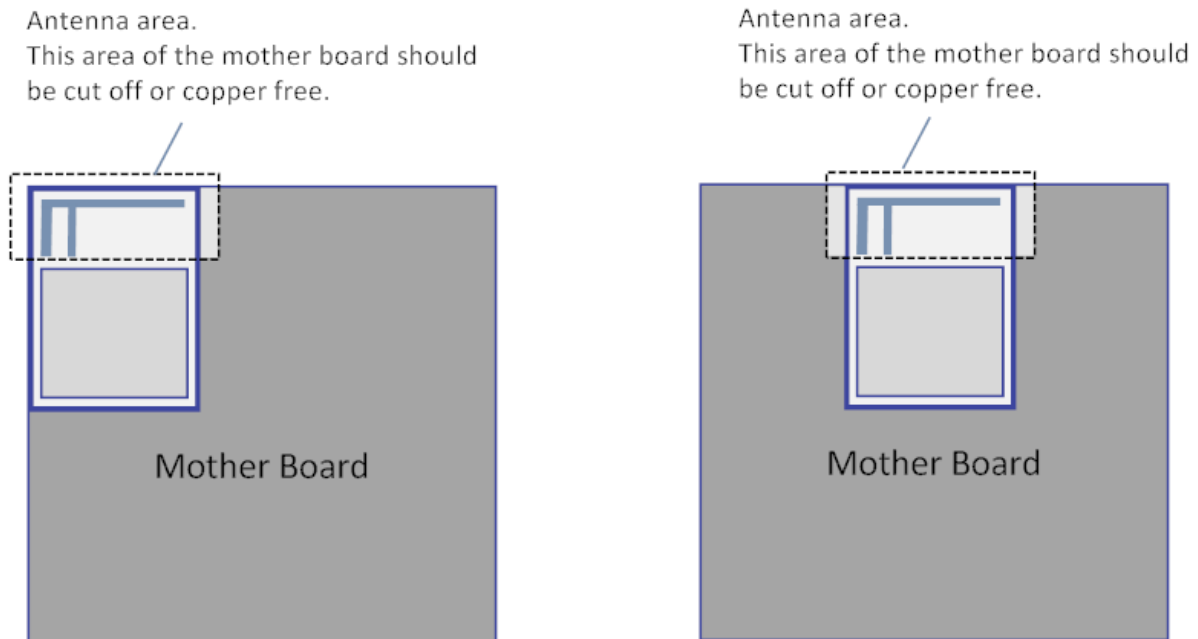 Antenna area.
This area of the mother board should
be cut off or copper free.
Antenna area.
This area of the mother board should
be cut off or copper free.
Mother Board
Mother Board